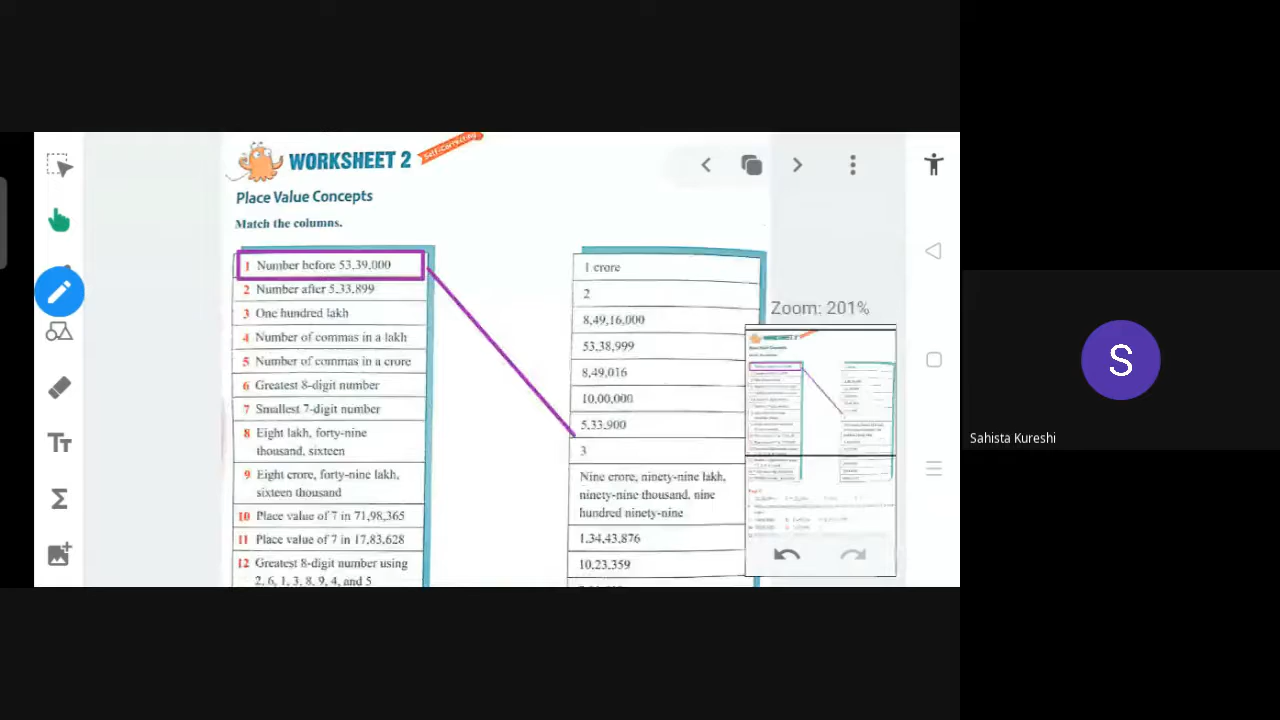 WORKSHEET 2
Self-Correcting
Place Value Concepts
Match the columns.
1 Number before 53,39,000
2 Number after 5,33,899
3 One hundred lakh
4 Number of commas in a lakh
5 Number of commas in a crore
6 Greatest 8-digit number
7 Smallest 7-digit number
8 Eight lakh, forty-nine
thousand, sixteen
9 Eight crore, forty-nine lakh,
sixteen thousand
10 Place value of 7 in 71,98,365
11 Place value of 7 in 17,83,628
12 Greatest 8-digit number using
2, 6, 1, 3, 8, 9, 4, and 5
1 crore
2
8,49,16,000
53,38,999
8,49,016
10,00,000
5,33,900
3
Nine crore, ninety-nine lakh,
ninety-nine thousand, nine
hundred ninety-nine
1,34,43,876
10,23,359
Zoom: 201%
S
Sahista Kureshi